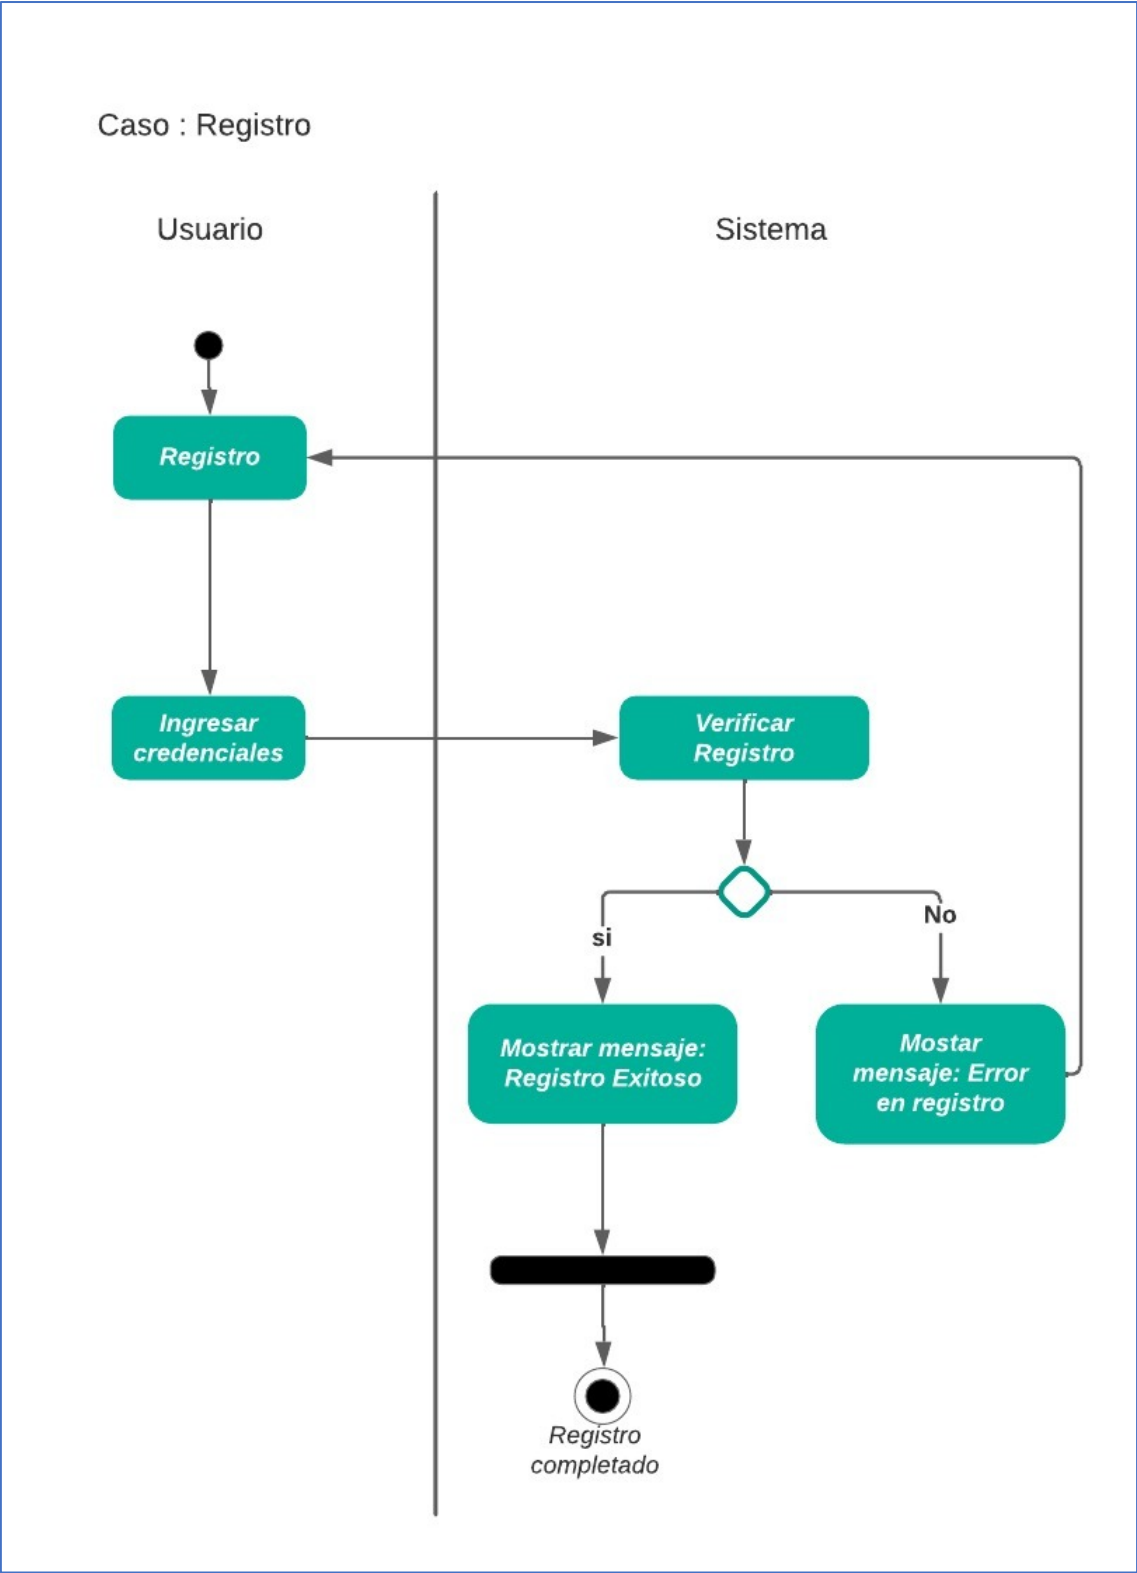 Caso : Registro
Usuario
Sistema
Registro
Ingresar
credenciales
Verificar
Registro
si
No
Mostrar mensaje:
Registro Exitoso
Mostar
mensaje: Error
en registro
Registro
completado